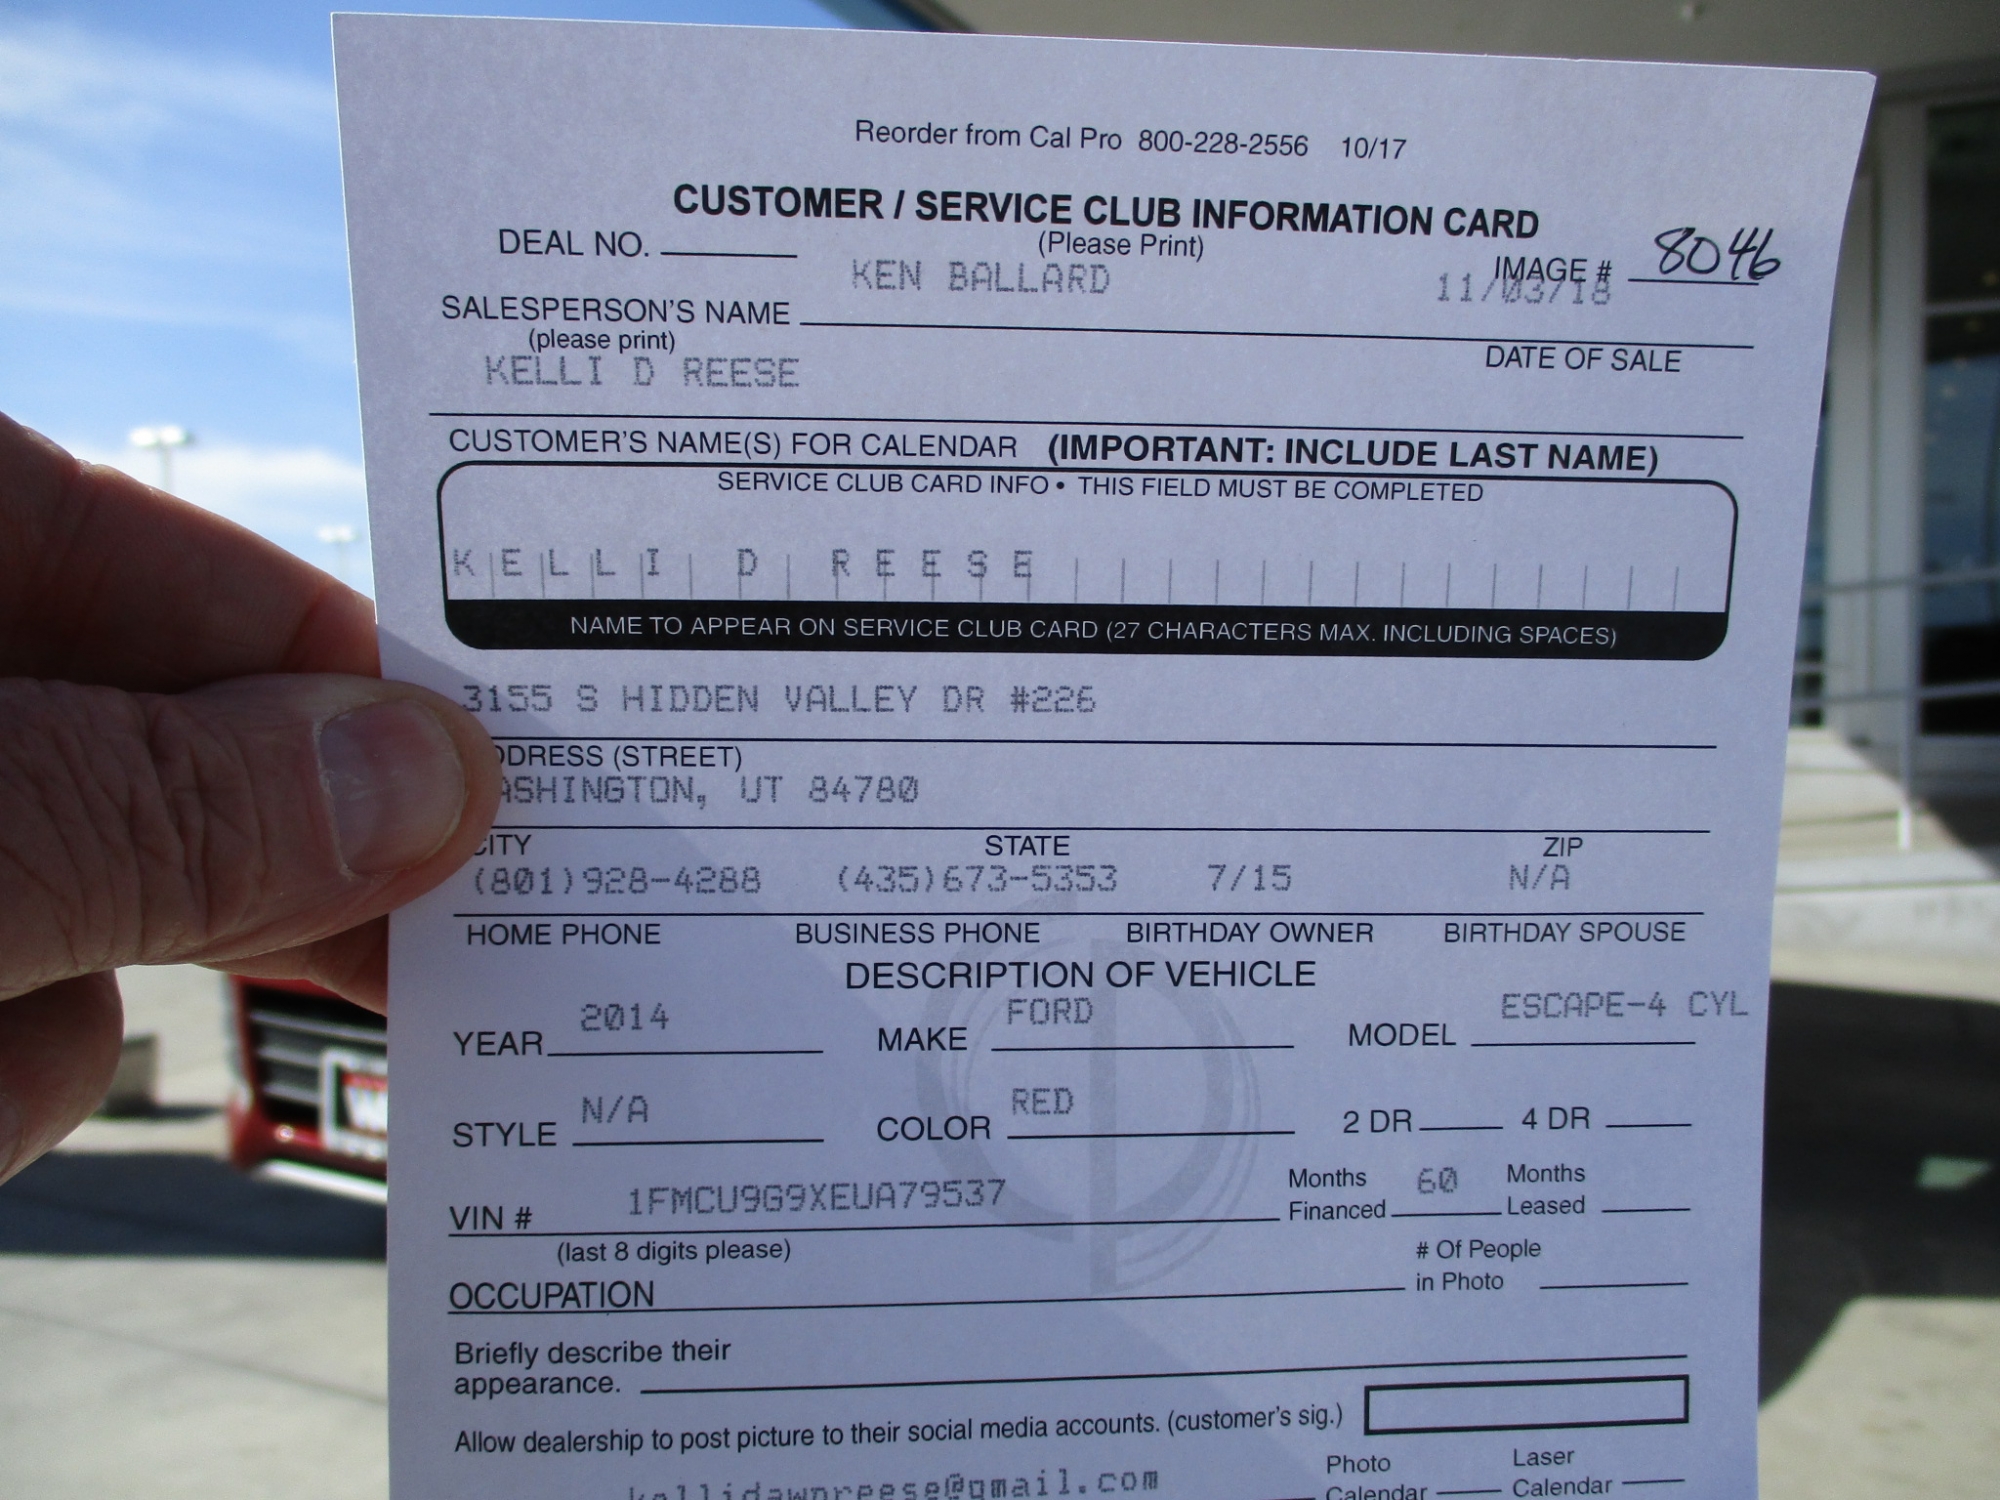 Reorder from Cal Pro 800-228-2556 10/17
CUSTOMER / SERVICE CLUB INFORMATION CARD
DEAL NO. (Please Print) IMAGE # 8046
KEN BALLARD 11/03/18
SALESPERSON'S NAME
(please print) DATE OF SALE
KELLI D REESE
CUSTOMER'S NAME(S) FOR CALENDAR (IMPORTANT: INCLUDE LAST NAME)
SERVICE CLUB CARD INFO • THIS FIELD MUST BE COMPLETED
KELLI D REESE
NAME TO APPEAR ON SERVICE CLUB CARD (27 CHARACTERS MAX. INCLUDING SPACES)
3155 S HIDDEN VALLEY DR #226
DDRESS (STREET)
ASHINGTON, UT 84780
CITY STATE ZIP
(801)928-4288 (435)673-5353 7/15 N/A
HOME PHONE BUSINESS PHONE BIRTHDAY OWNER BIRTHDAY SPOUSE
DESCRIPTION OF VEHICLE
YEAR 2014 MAKE FORD MODEL ESCAPE-4 CYL
STYLE N/A COLOR RED 2 DR 4 DR
VIN # 1FMCU9G9XEUA79537 Months Financed 60 Months Leased
(last 8 digits please) # Of People
OCCUPATION in Photo
Briefly describe their
appearance.
Allow dealership to post picture to their social media accounts. (customer's sig.)
kellidawnreese@gmail.com Photo Calendar Laser Calendar